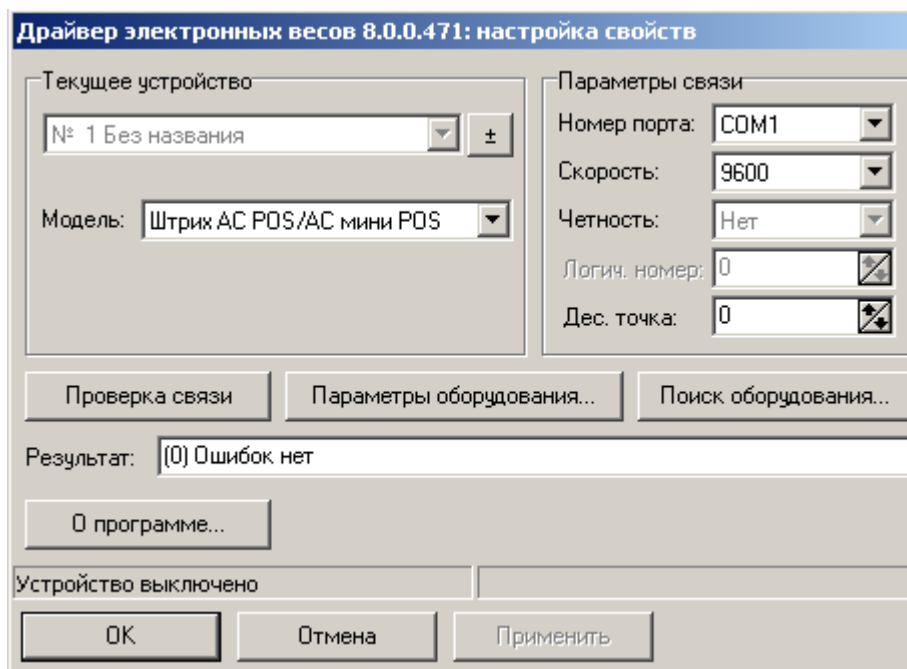 Драйвер электронных весов 8.0.0.471: настройка свойств
Текущее устройство
№ 1 Без названия
±
Модель: Штрих АС POS/АС мини POS
Параметры связи
Номер порта: COM1
Скорость: 9600
Четность: Нет
Логич. номер: 0
Дес. точка: 0
Проверка связи
Параметры оборудования...
Поиск оборудования...
Результат: (0) Ошибок нет
О программе...
Устройство выключено
OK
Отмена
Применить